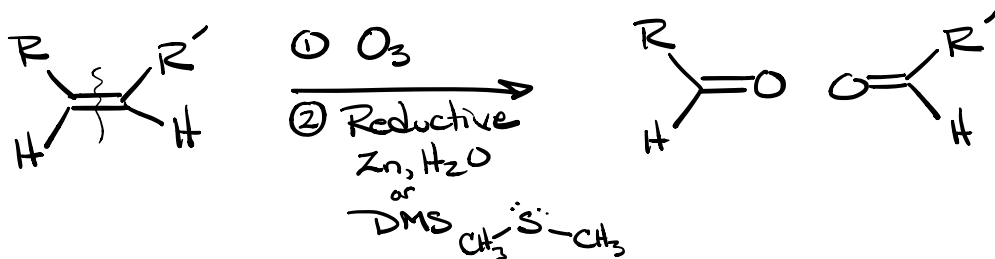 R R' ① O₃ R R'
H H O O
② Reductive H H
Zn, H₂O
or
DMS CH₃ S CH₃